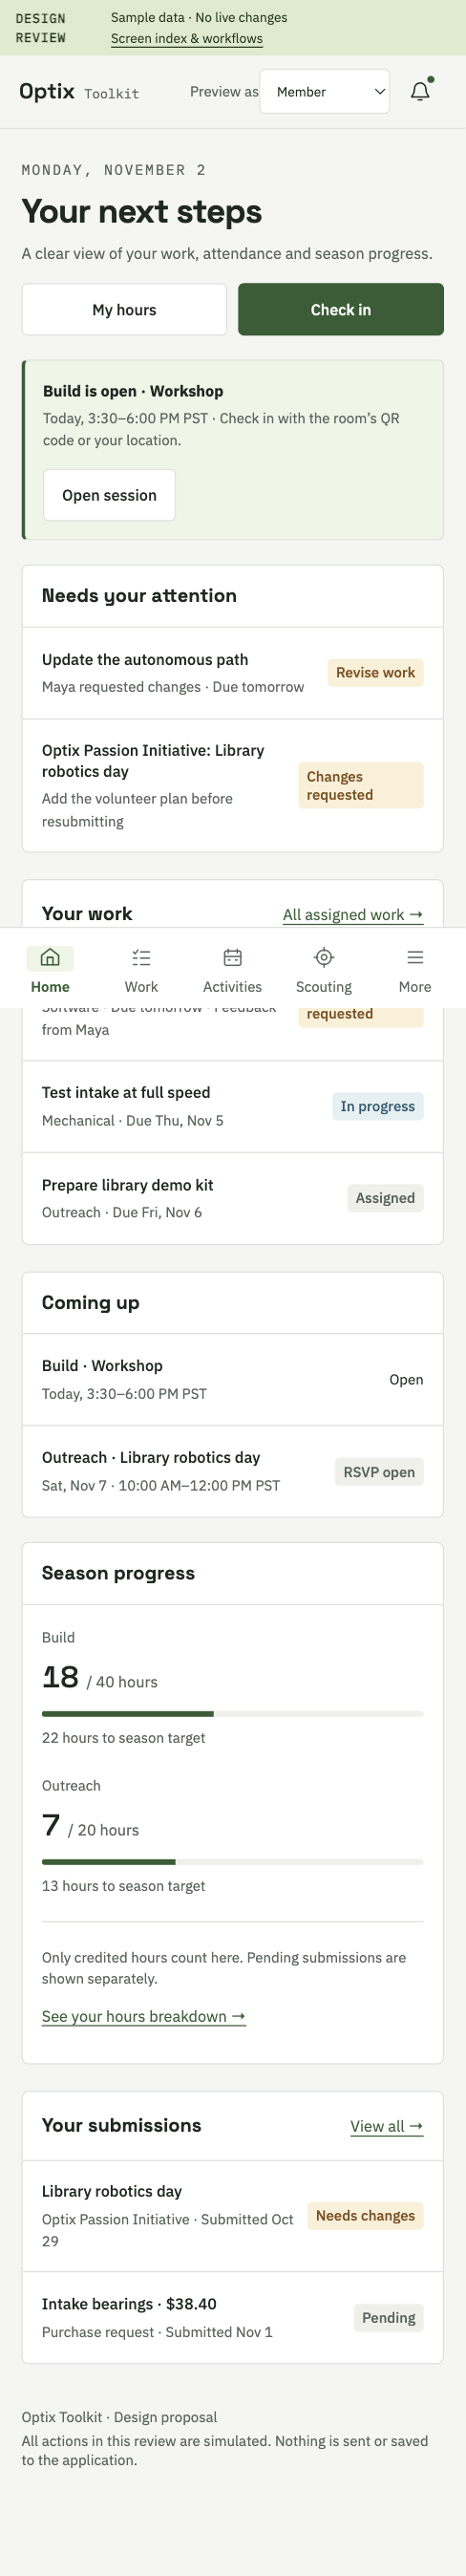 DESIGN
REVIEW
Sample data · No live changes
Screen index & workflows
Optix Toolkit
Preview as
Member
MONDAY, NOVEMBER 2
Your next steps
A clear view of your work, attendance and season progress.
My hours
Check in
Build is open · Workshop
Today, 3:30–6:00 PM PST · Check in with the room's QR
code or your location.
Open session
Needs your attention
Update the autonomous path
Maya requested changes · Due tomorrow
Revise work
Optix Passion Initiative: Library
robotics day
Add the volunteer plan before
resubmitting
Changes
requested
Your work
All assigned work →
Home
Work
Activities
Scouting
More
Software · Due tomorrow · Feedback
from Maya
requested
Test intake at full speed
Mechanical · Due Thu, Nov 5
In progress
Prepare library demo kit
Outreach · Due Fri, Nov 6
Assigned
Coming up
Build · Workshop
Today, 3:30–6:00 PM PST
Open
Outreach · Library robotics day
Sat, Nov 7 · 10:00 AM–12:00 PM PST
RSVP open
Season progress
Build
18 / 40 hours
22 hours to season target
Outreach
7 / 20 hours
13 hours to season target
Only credited hours count here. Pending submissions are
shown separately.
See your hours breakdown →
Your submissions
View all →
Library robotics day
Optix Passion Initiative · Submitted Oct
29
Needs changes
Intake bearings · $38.40
Purchase request · Submitted Nov 1
Pending
Optix Toolkit · Design proposal
All actions in this review are simulated. Nothing is sent or saved
to the application.